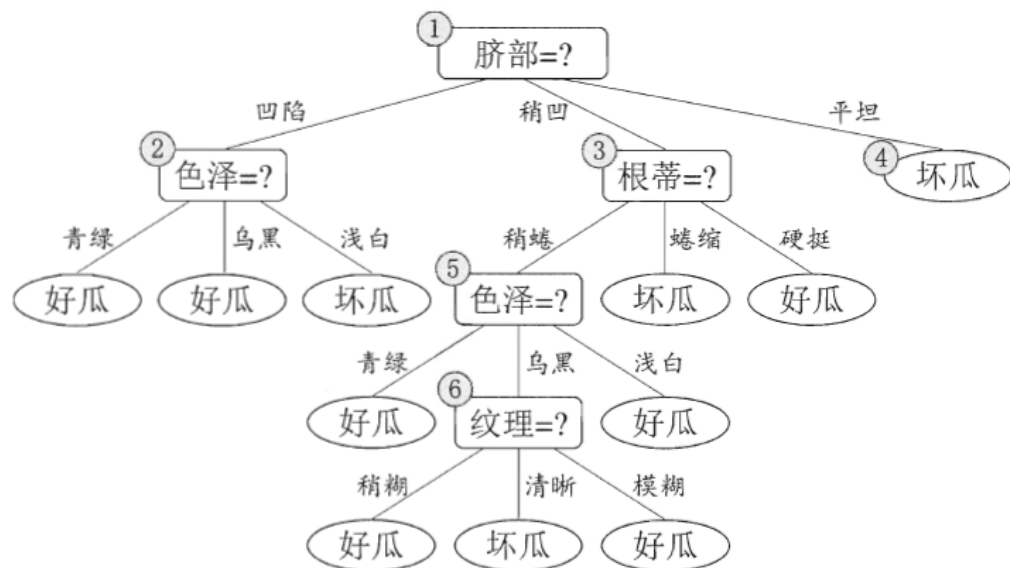 ①
脐部=?
凹陷 稍凹 平坦
② ③ ④
色泽=? 根蒂=? 坏瓜
青绿 乌黑 浅白 稍蜷 蜷缩 硬挺
⑤
好瓜 好瓜 坏瓜 色泽=? 坏瓜 好瓜
青绿 乌黑 浅白
⑥
好瓜 纹理=? 好瓜
稍糊 清晰 模糊
好瓜 坏瓜 好瓜